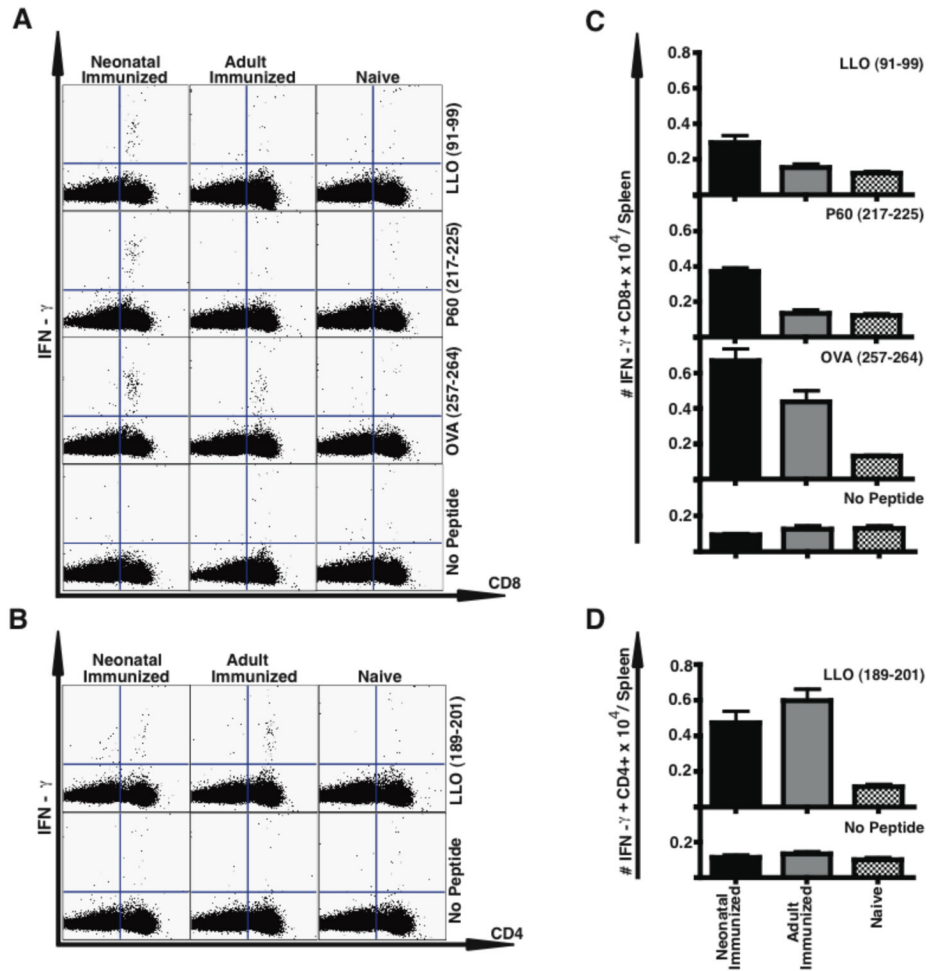 A
Neonatal Immunized
Adult Immunized
Naive
IFN - γ
LLO (91-99)
P60 (217-225)
OVA (257-264)
No Peptide
CD8
B
Neonatal Immunized
Adult Immunized
Naive
IFN - γ
LLO (189-201)
No Peptide
CD4
C
# IFN -γ + CD8+ x 10^4/ Spleen
LLO (91-99)
0.8
0.6
0.4
0.2
P60 (217-225)
0.6
0.4
0.2
OVA (257-264)
0.6
0.4
0.2
No Peptide
0.2
D
# IFN -γ + CD4+ x 10^4/ Spleen
LLO (189-201)
0.8
0.6
0.4
0.2
No Peptide
0.2
Neonatal Immunized
Adult Immunized
Naive